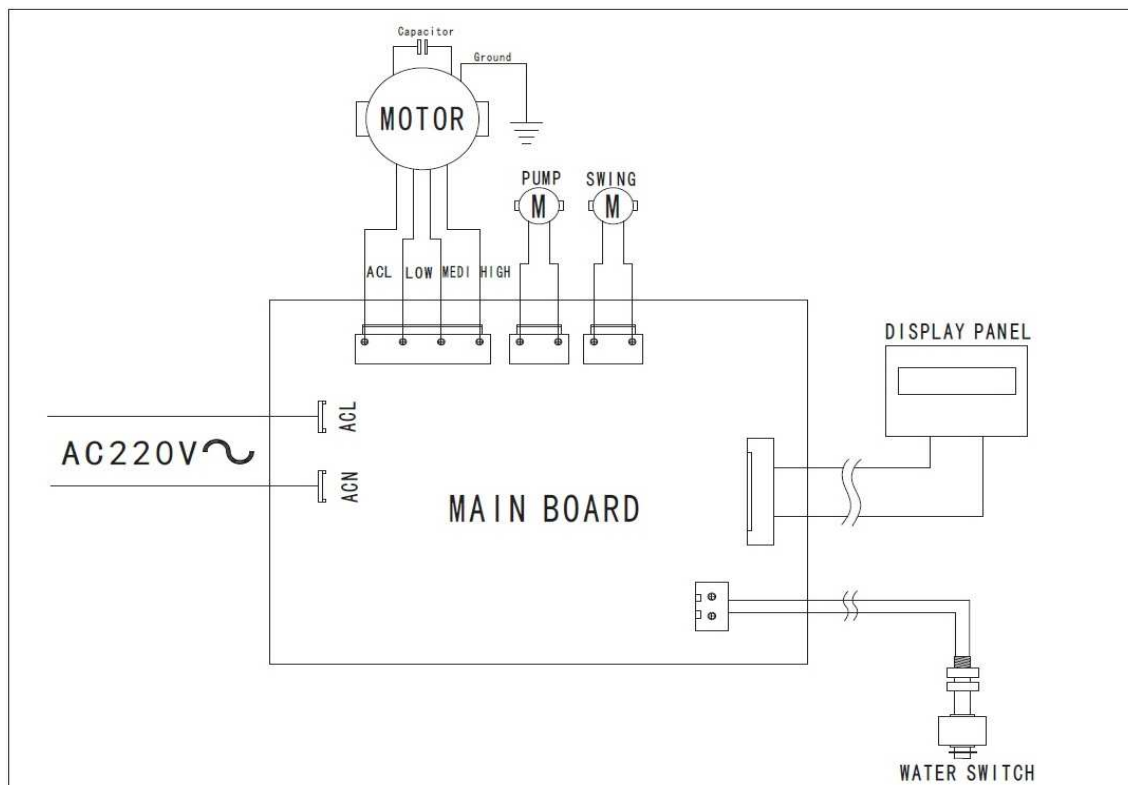 Capacitor
Ground
MOTOR
PUMP
SWING
M
M
ACL
LOW
MEDI
HIGH
DISPLAY PANEL
ACL
AC220V
ACN
MAIN BOARD
WATER SWITCH